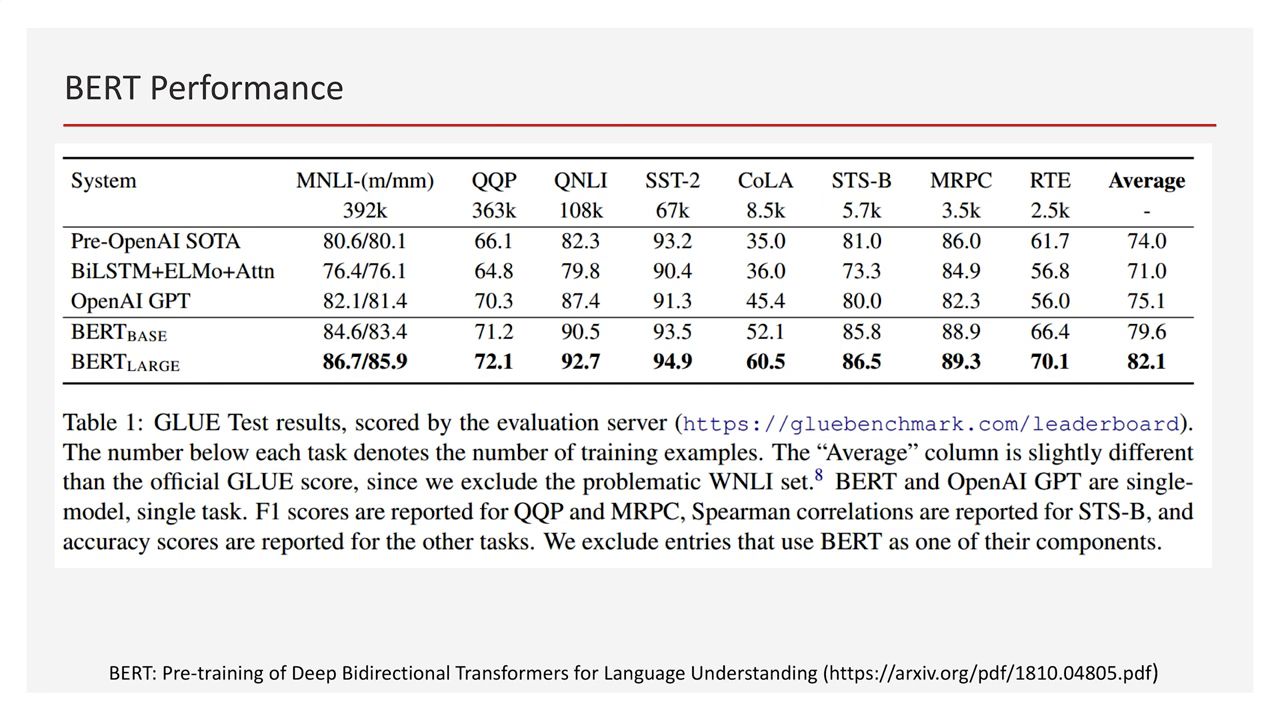 BERT Performance
System MNLI-(m/mm) QQP QNLI SST-2 CoLA STS-B MRPC RTE Average
392k 363k 108k 67k 8.5k 5.7k 3.5k 2.5k -
Pre-OpenAI SOTA 80.6/80.1 66.1 82.3 93.2 35.0 81.0 86.0 61.7 74.0
BiLSTM+ELMo+Attn 76.4/76.1 64.8 79.8 90.4 36.0 73.3 84.9 56.8 71.0
OpenAI GPT 82.1/81.4 70.3 87.4 91.3 45.4 80.0 82.3 56.0 75.1
BERTBASE 84.6/83.4 71.2 90.5 93.5 52.1 85.8 88.9 66.4 79.6
BERTLARGE 86.7/85.9 72.1 92.7 94.9 60.5 86.5 89.3 70.1 82.1
Table 1: GLUE Test results, scored by the evaluation server (https://gluebenchmark.com/leaderboard).
The number below each task denotes the number of training examples. The “Average” column is slightly different
than the official GLUE score, since we exclude the problematic WNLI set.8 BERT and OpenAI GPT are single-
model, single task. F1 scores are reported for QQP and MRPC, Spearman correlations are reported for STS-B, and
accuracy scores are reported for the other tasks. We exclude entries that use BERT as one of their components.
BERT: Pre-training of Deep Bidirectional Transformers for Language Understanding (https://arxiv.org/pdf/1810.04805.pdf)